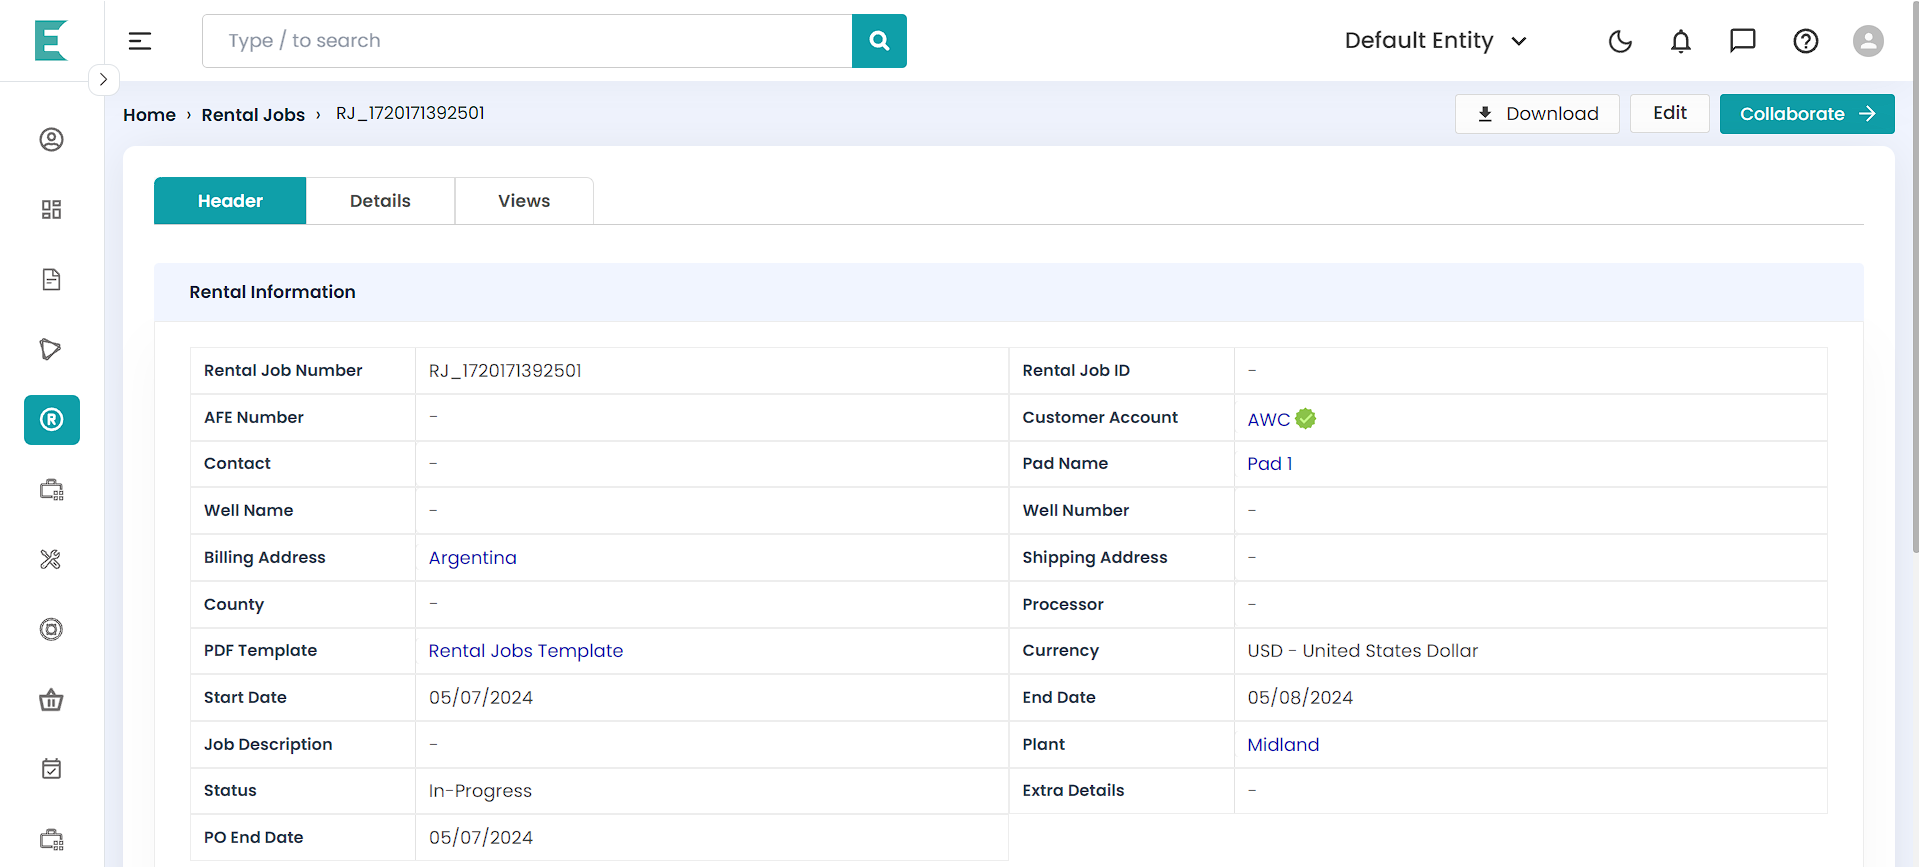 Type / to search
Default Entity
Home › Rental Jobs › RJ_1720171392501
Download
Edit
Collaborate
Header
Details
Views
Rental Information
Rental Job Number
RJ_1720171392501
Rental Job ID
-
AFE Number
-
Customer Account
AWC
Contact
-
Pad Name
Pad 1
Well Name
-
Well Number
-
Billing Address
Argentina
Shipping Address
-
County
-
Processor
-
PDF Template
Rental Jobs Template
Currency
USD - United States Dollar
Start Date
05/07/2024
End Date
05/08/2024
Job Description
-
Plant
Midland
Status
In-Progress
Extra Details
-
PO End Date
05/07/2024